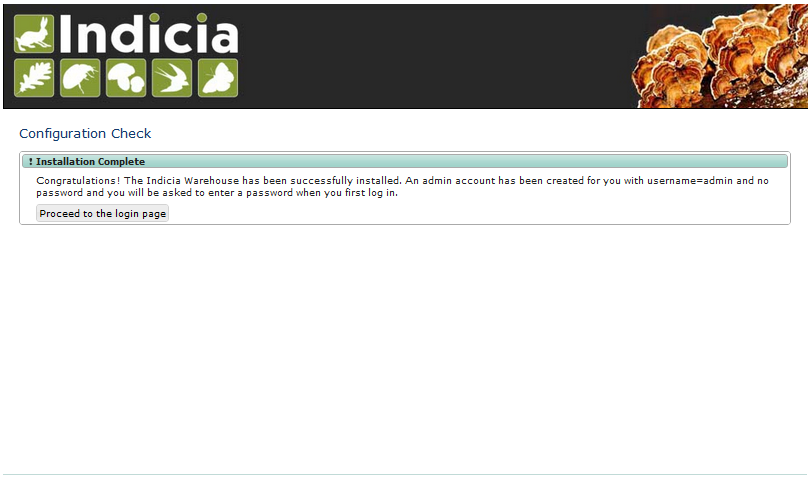 Indicia
Configuration Check
! Installation Complete
Congratulations! The Indicia Warehouse has been successfully installed. An admin account has been created for you with username=admin and no
password and you will be asked to enter a password when you first log in.
Proceed to the login page